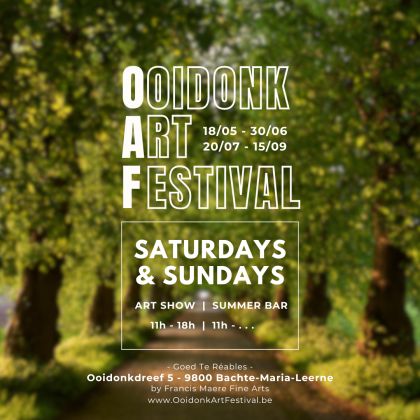 OOIDONK
ART 18/05 - 30/06
20/07 - 15/09
FESTIVAL
SATURDAYS
& SUNDAYS
ART SHOW | SUMMER BAR
11h - 18h | 11h - . . .
- Goed Te Réables -
Ooidonkdreef 5 - 9800 Bachte-Maria-Leerne
by Francis Maere Fine Arts
www.OoidonkArtFestival.be